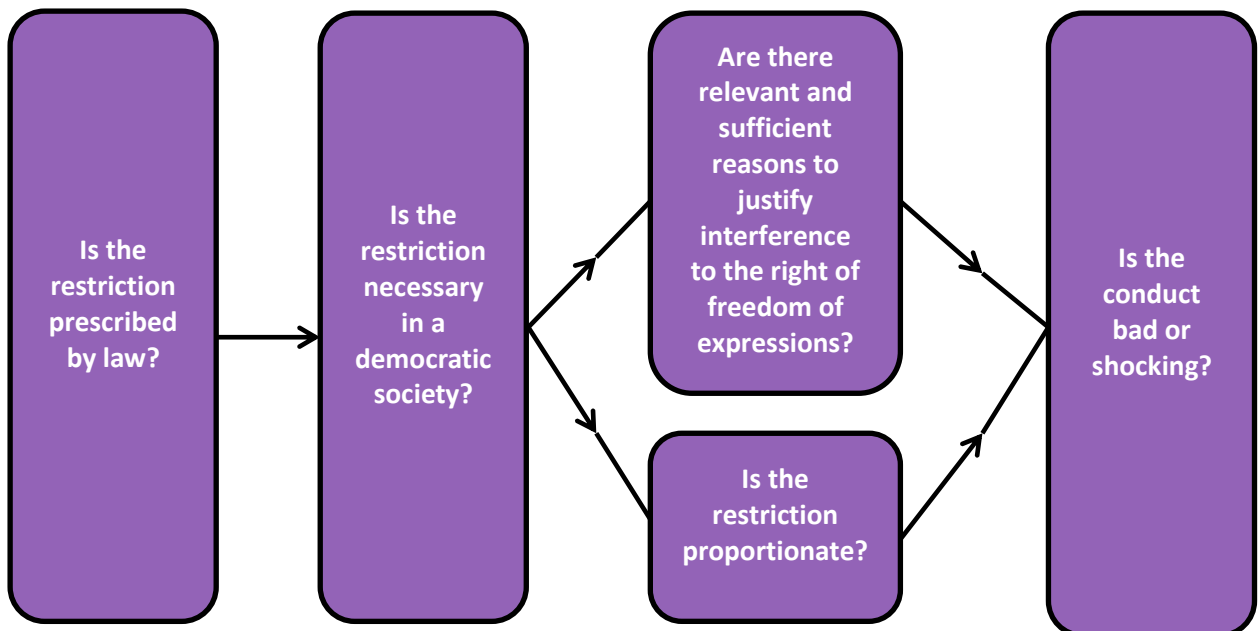 Is the
restriction
prescribed
by law?
Is the
restriction
necessary
in a
democratic
society?
Are there
relevant and
sufficient
reasons to
justify
interference
to the right of
freedom of
expressions?
Is the
restriction
proportionate?
Is the
conduct
bad or
shocking?